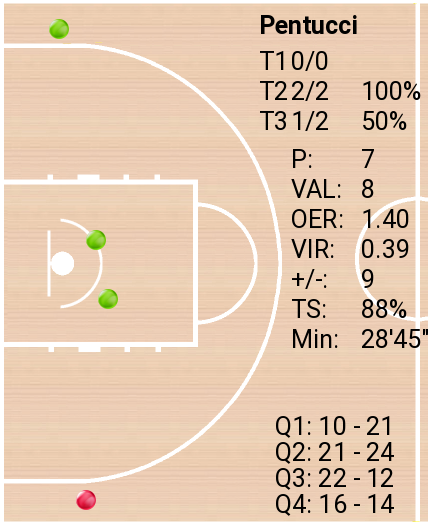 Pentucci
T1 0/0
T2 2/2 100%
T3 1/2 50%
P: 7
VAL: 8
OER: 1.40
VIR: 0.39
+/-: 9
TS: 88%
Min: 28'45"
Q1: 10 - 21
Q2: 21 - 24
Q3: 22 - 12
Q4: 16 - 14